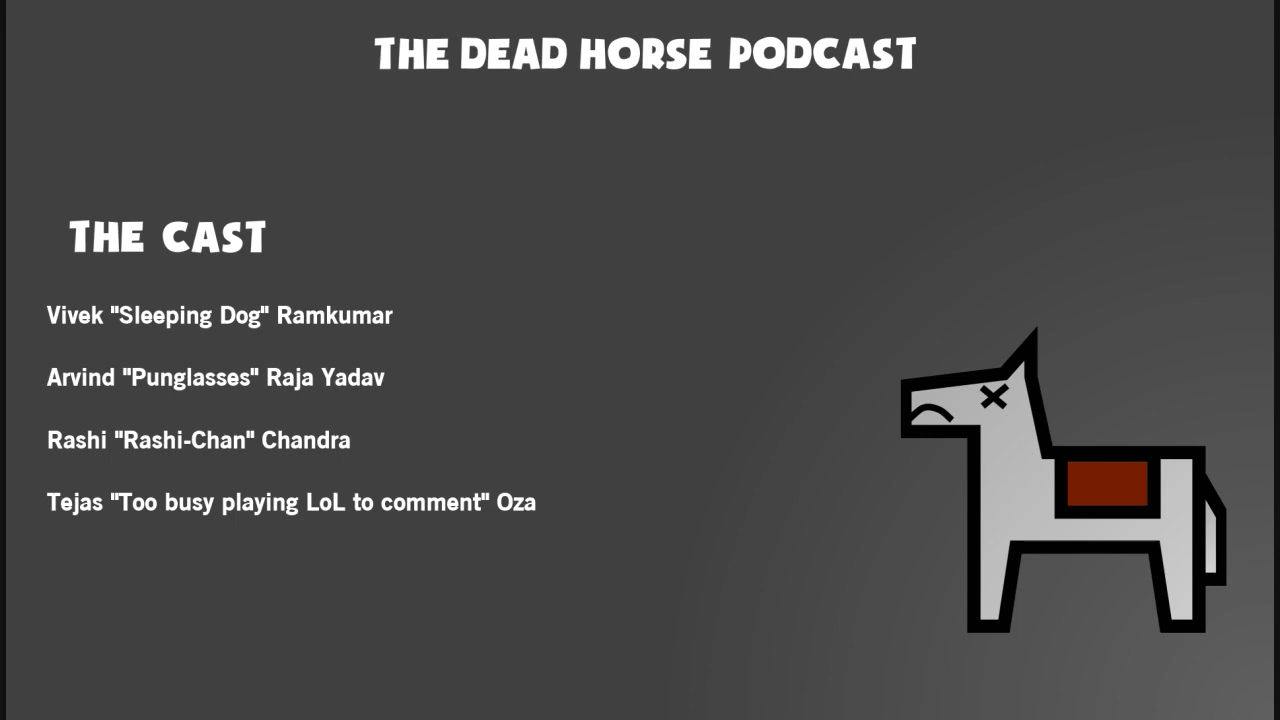 THE DEAD HORSE PODCAST
THE CAST
Vivek "Sleeping Dog" Ramkumar
Arvind "Punglasses" Raja Yadav
Rashi "Rashi-Chan" Chandra
Tejas "Too busy playing LoL to comment" Oza